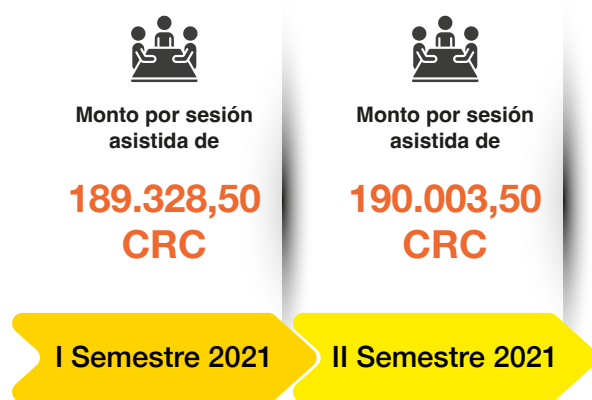 Monto por sesión
asistida de
189.328,50
CRC
I Semestre 2021
Monto por sesión
asistida de
190.003,50
CRC
II Semestre 2021